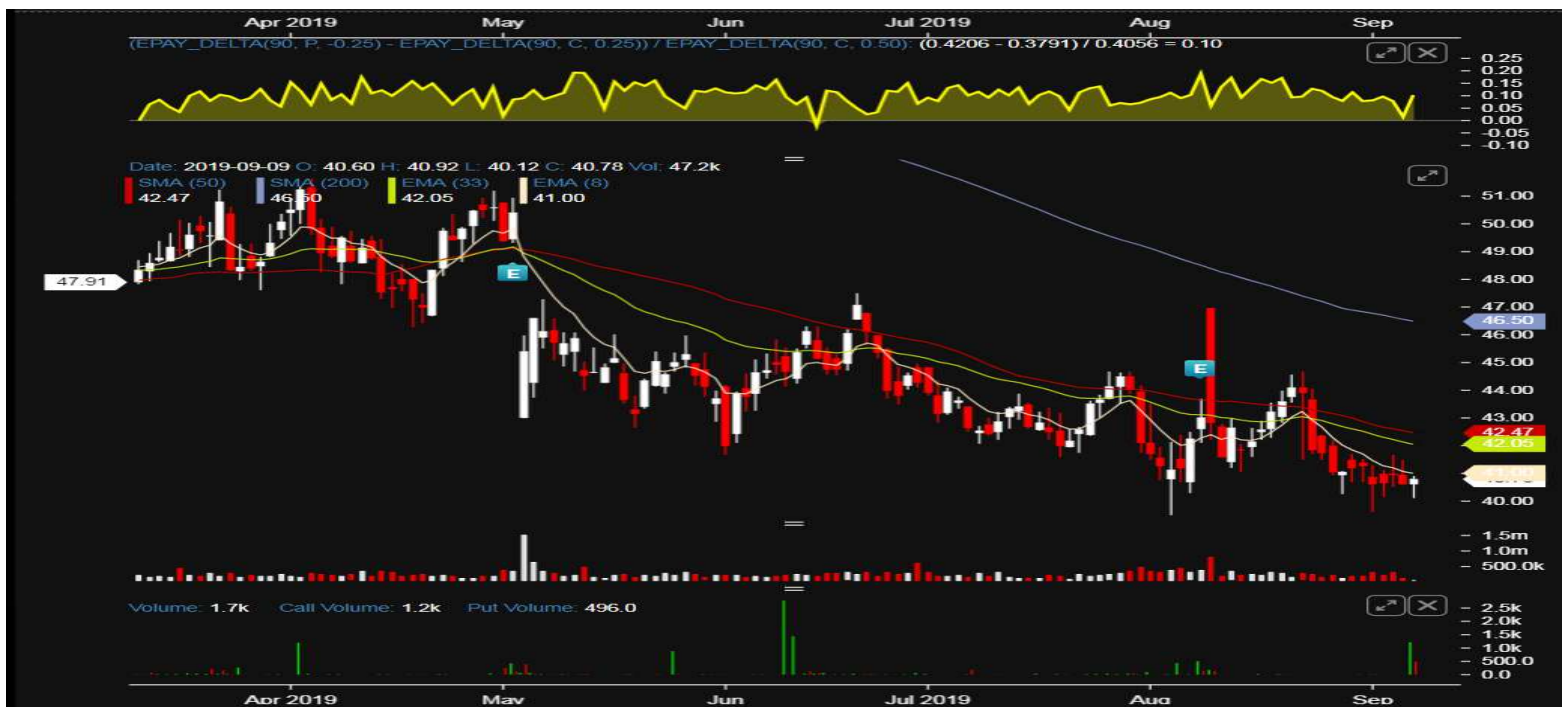 Apr 2019 May Jun Jul 2019 Aug Sep
(EPAY_DELTA(90, P, -0.25) - EPAY_DELTA(90, C, 0.25)) / EPAY_DELTA(90, C, 0.50): (0.4206 - 0.3791) / 0.4056 = 0.10
0.25
0.20
0.15
0.10
0.05
0.00
-0.05
-0.10
Date: 2019-09-09 O: 40.60 H: 40.92 L: 40.12 C: 40.78 Vol: 47.2k
SMA (50) SMA (200) EMA (33) EMA (8)
42.47 46.50 42.05 41.00
51.00
50.00
49.00
48.00
47.91
47.00
46.50
46.00
45.00
44.00
43.00
42.47
42.05
40.00
E
E
1.5m
1.0m
500.0k
Volume: 1.7k Call Volume: 1.2k Put Volume: 496.0
2.5k
2.0k
1.5k
1.0k
500.0
0.0
Apr 2019 May Jun Jul 2019 Aug Sep